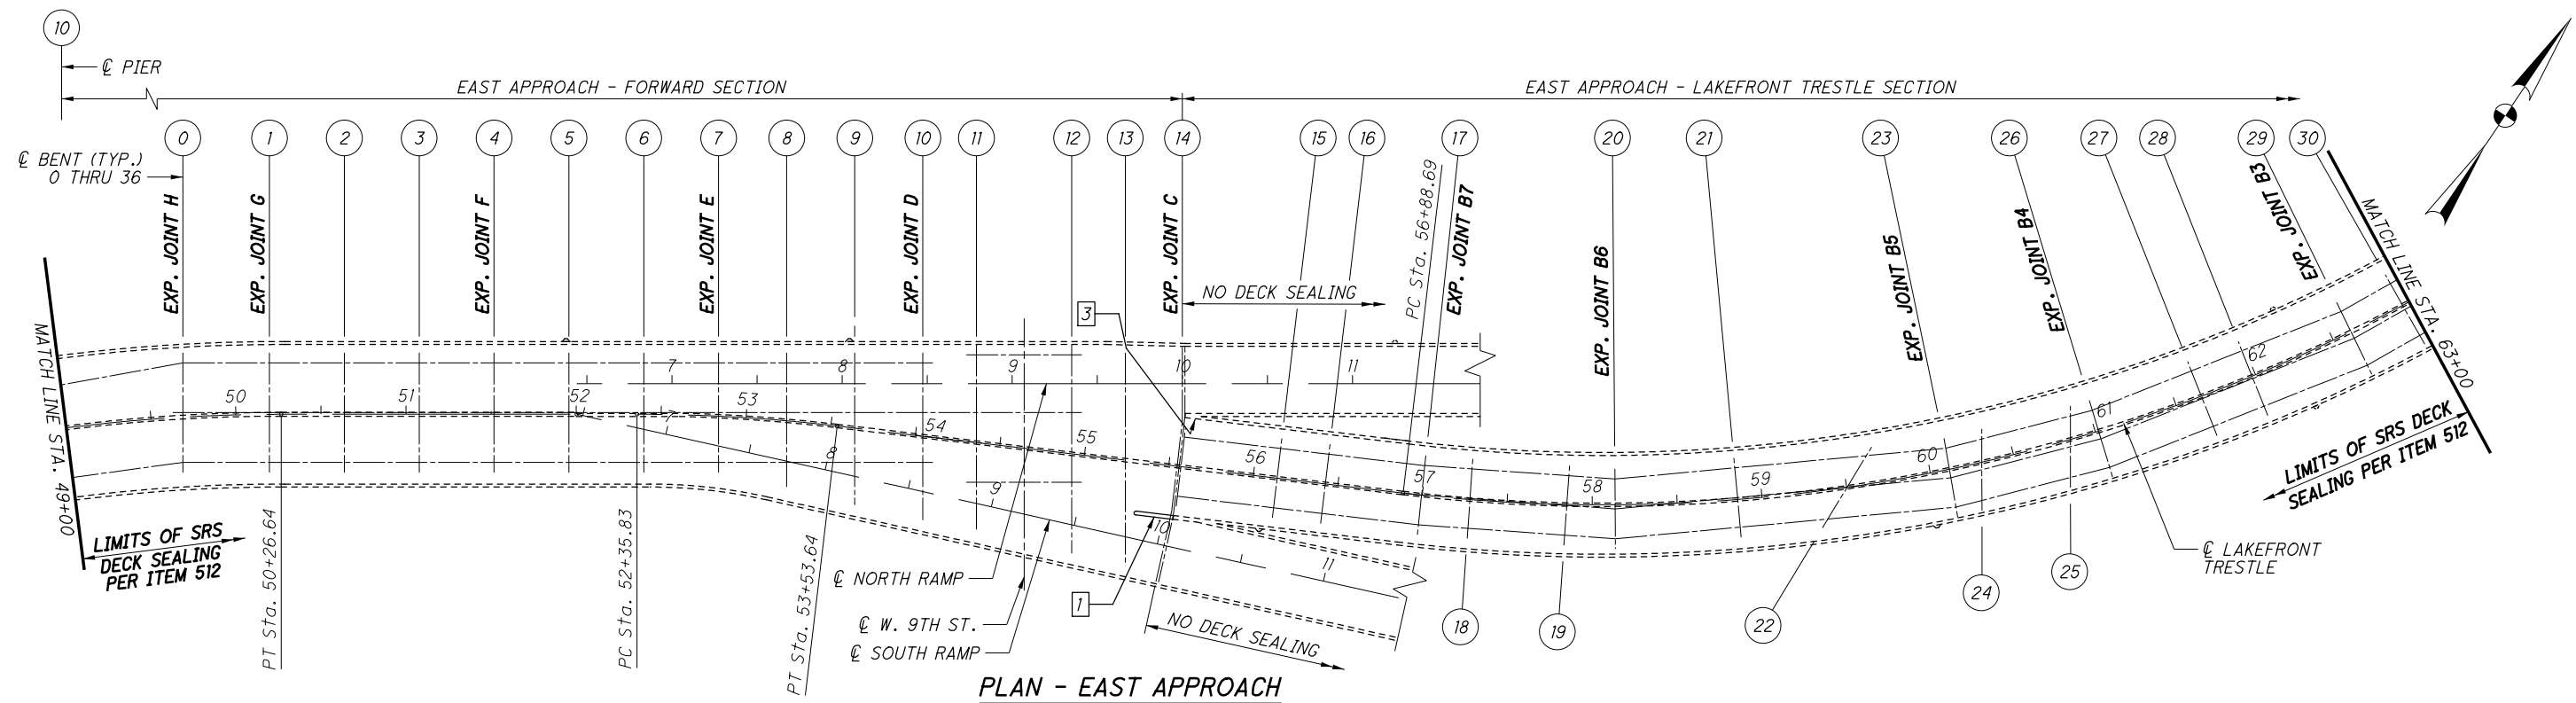 10
℄ PIER
EAST APPROACH - FORWARD SECTION
EAST APPROACH - LAKEFRONT TRESTLE SECTION
℄ BENT (TYP.)
0 THRU 36
0
1
2
3
4
5
6
7
8
9
10
11
12
13
14
15
16
17
20
21
23
26
27
28
29
30
EXP. JOINT H
EXP. JOINT G
EXP. JOINT F
EXP. JOINT E
EXP. JOINT D
EXP. JOINT C
PC Sta. 56+88.69
EXP. JOINT B7
EXP. JOINT B6
EXP. JOINT B5
EXP. JOINT B4
EXP. JOINT B3
NO DECK SEALING
3
MATCH LINE STA. 49+00
MATCH LINE STA. 63+00
7
8
9
10
11
50
51
52
53
54
55
56
57
58
59
60
61
62
7
8
9
10
11
LIMITS OF SRS
DECK SEALING
PER ITEM 512
PT Sta. 50+26.64
PC Sta. 52+35.83
PT Sta. 53+53.64
℄ NORTH RAMP
℄ W. 9TH ST.
℄ SOUTH RAMP
1
NO DECK SEALING
18
19
22
24
25
℄ LAKEFRONT
TRESTLE
LIMITS OF SRS DECK
SEALING PER ITEM 512
PLAN - EAST APPROACH